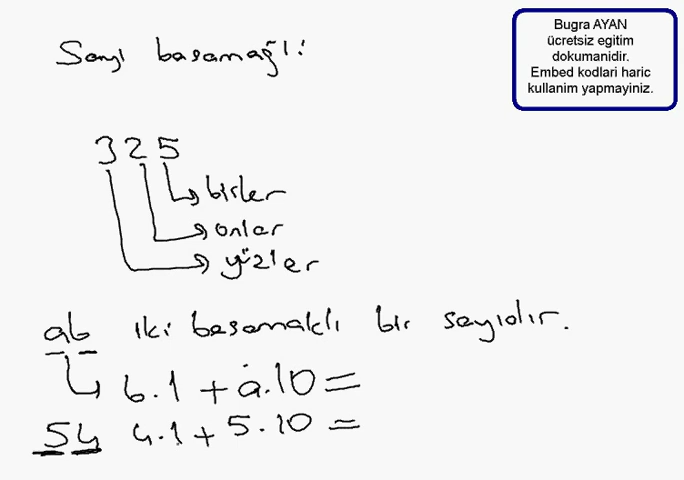 Sayı basamağı:
Bugra AYAN
ücretsiz egitim
dokumanidir.
Embed kodlari haric
kullanim yapmayiniz.
325
birler
onlar
yüzler
ab iki basamaklı bir sayıdır.
b.1 + a.10 =
54 4.1 + 5.10 =